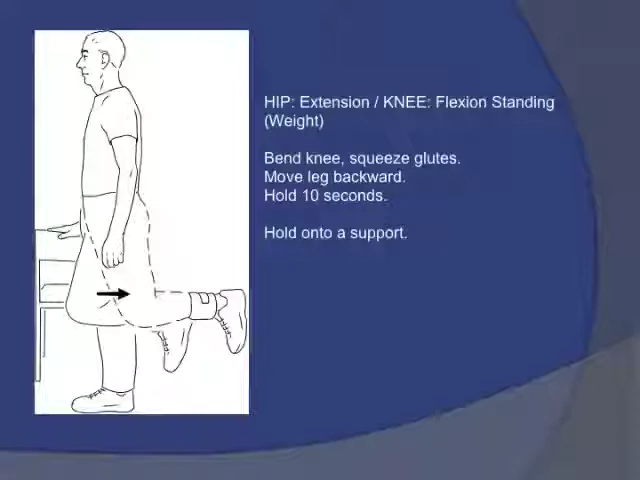 HIP: Extension / KNEE: Flexion Standing
(Weight)
Bend knee, squeeze glutes.
Move leg backward.
Hold 10 seconds.
Hold onto a support.